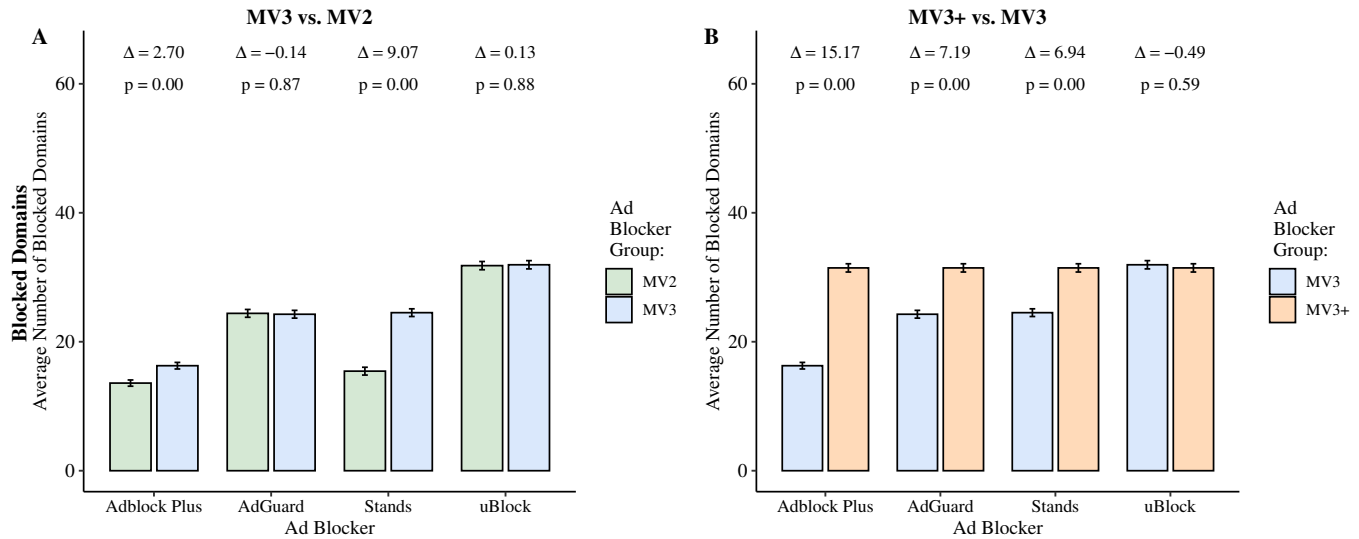 MV3 vs. MV2
A
Δ = 2.70 Δ = −0.14 Δ = 9.07 Δ = 0.13
p = 0.00 p = 0.87 p = 0.00 p = 0.88
Blocked Domains
Average Number of Blocked Domains
60
40
20
0
Adblock Plus AdGuard Stands uBlock
Ad Blocker
Ad
Blocker
Group:
MV2
MV3
MV3+ vs. MV3
B
Δ = 15.17 Δ = 7.19 Δ = 6.94 Δ = −0.49
p = 0.00 p = 0.00 p = 0.00 p = 0.59
Average Number of Blocked Domains
60
40
20
0
Adblock Plus AdGuard Stands uBlock
Ad Blocker
Ad
Blocker
Group:
MV3
MV3+